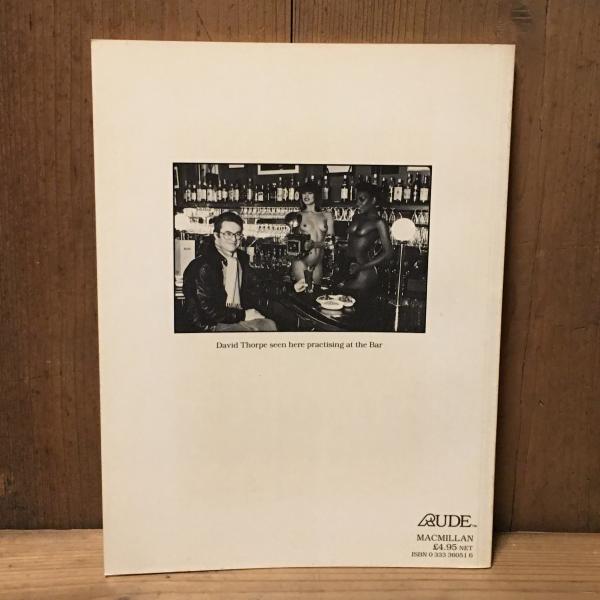 David Thorpe seen here practising at the Bar
RUDE
MACMILLAN
£4.95 NET
ISBN 0 333 36051 6